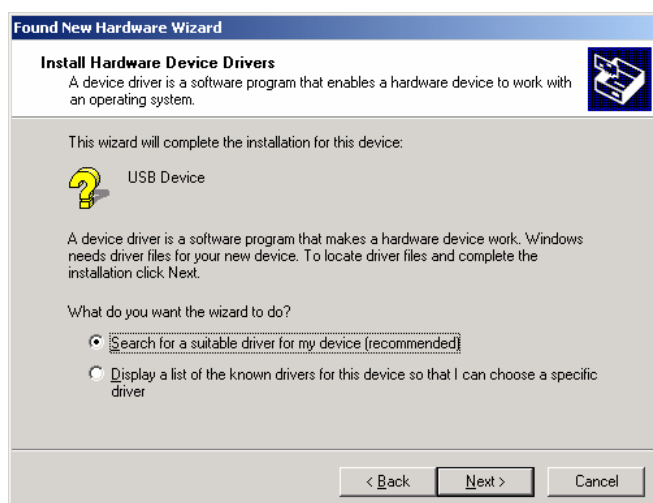 Found New Hardware Wizard
Install Hardware Device Drivers
A device driver is a software program that enables a hardware device to work with
an operating system.
This wizard will complete the installation for this device:
USB Device
A device driver is a software program that makes a hardware device work. Windows
needs driver files for your new device. To locate driver files and complete the
installation click Next.
What do you want the wizard to do?
Search for a suitable driver for my device (recommended)
Display a list of the known drivers for this device so that I can choose a specific
driver
< Back Next > Cancel